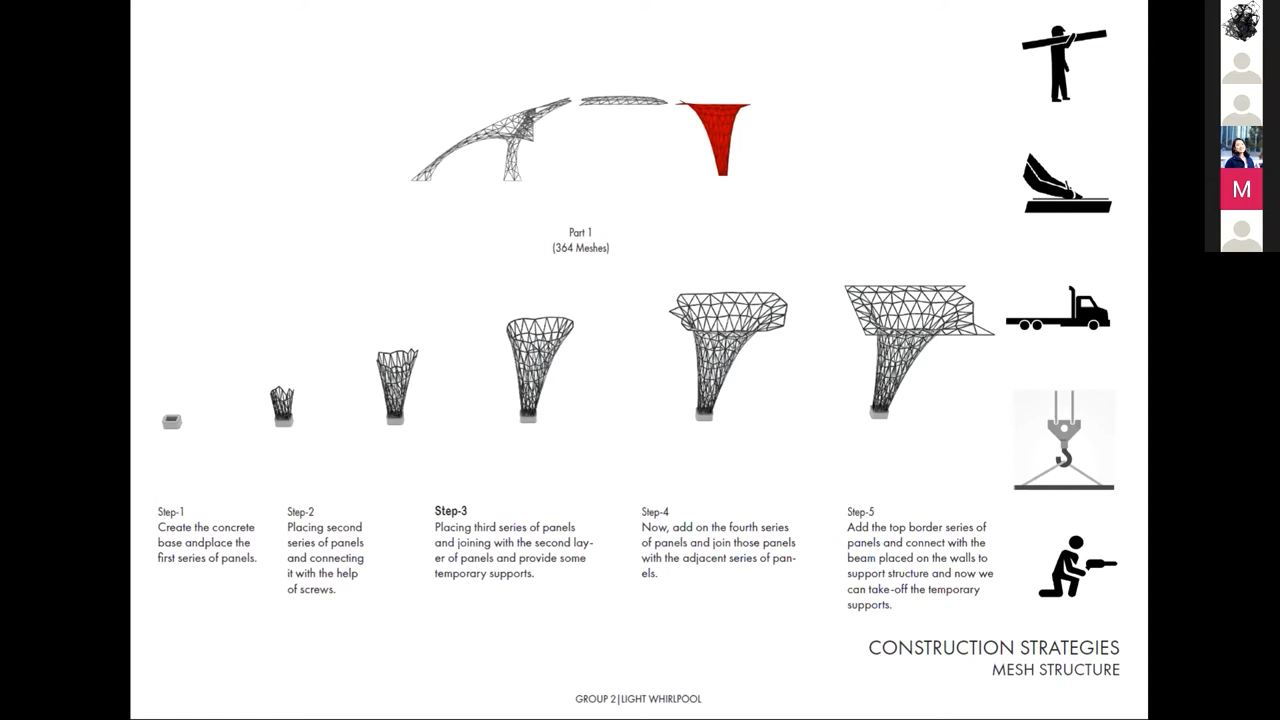 M
Part 1
(364 Meshes)
Step-1
Create the concrete
base andplace the
first series of panels.
Step-2
Placing second
series of panels
and connecting
it with the help
of screws.
Step-3
Placing third series of panels
and joining with the second lay-
er of panels and provide some
temporary supports.
Step-4
Now, add on the fourth series
of panels and join those panels
with the adjacent series of pan-
els.
Step-5
Add the top border series of
panels and connect with the
beam placed on the walls to
support structure and now we
can take-off the temporary
supports.
CONSTRUCTION STRATEGIES
MESH STRUCTURE
GROUP 2|LIGHT WHIRLPOOL